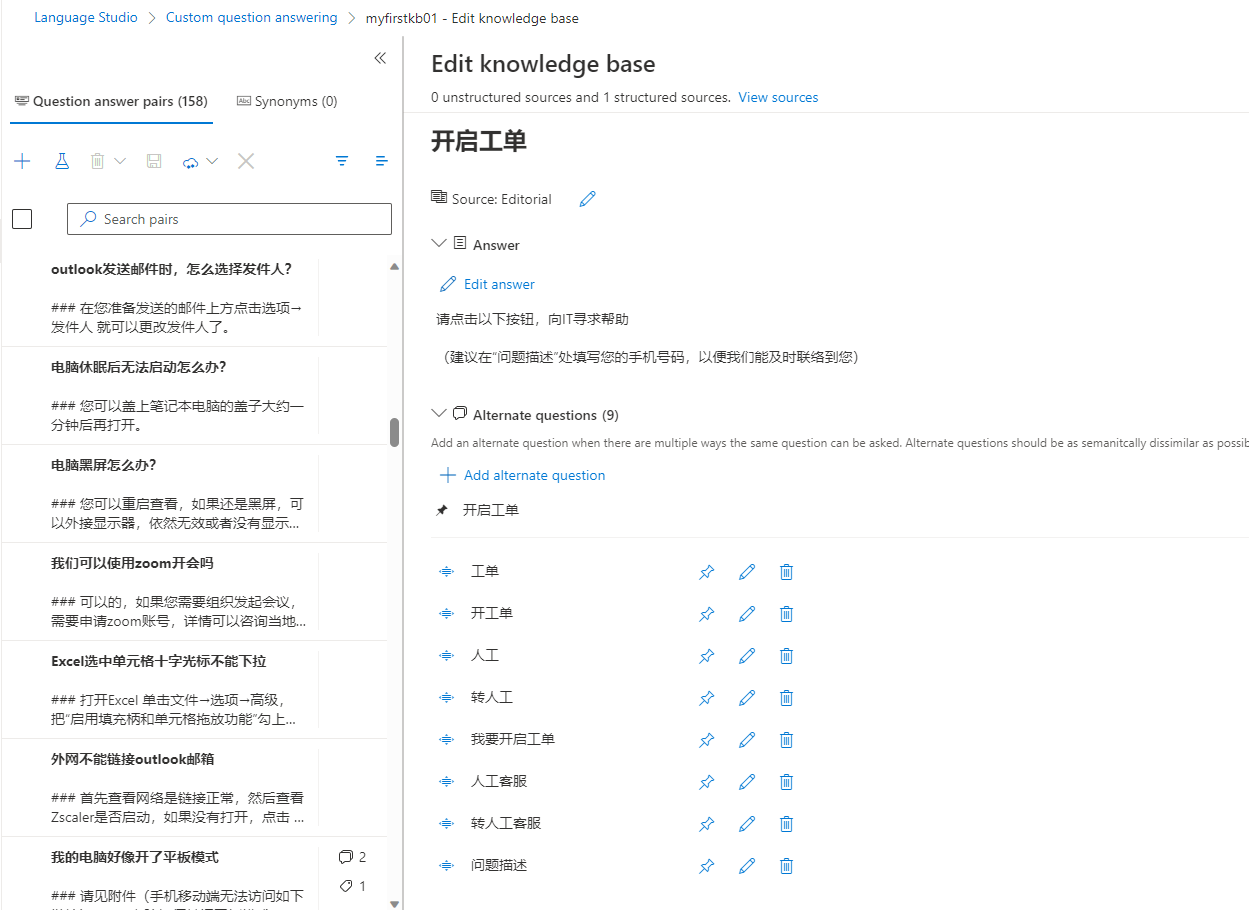 Language Studio > Custom question answering > myfirstkb01 - Edit knowledge base
Question answer pairs (158)
Abc Synonyms (0)
Search pairs
outlook发送邮件时，怎么选择发件人？
### 在您准备发送的邮件上方点击选项→
发件人 就可以更改发件人了。
电脑休眠后无法启动怎么办？
### 您可以盖上笔记本电脑的盖子大约一
分钟后再打开。
电脑黑屏怎么办？
### 您可以重启查看，如果还是黑屏，可
以外接显示器，依然无效或者没有显示...
我们可以使用zoom开会吗
### 可以的，如果您需要组织发起会议，
需要申请zoom账号，详情可以咨询当地...
Excel选中单元格十字光标不能下拉
### 打开Excel 单击文件→选项→高级，
把“启用填充柄和单元格拖放功能”勾上...
外网不能链接outlook邮箱
### 首先查看网络是链接正常，然后查看
Zscaler是否启动，如果没有打开，点击 ...
我的电脑好像开了平板模式
2
1
### 请见附件（手机移动端无法访问如下
Edit knowledge base
0 unstructured sources and 1 structured sources. View sources
开启工单
Source: Editorial
Answer
Edit answer
请点击以下按钮，向IT寻求帮助
（建议在“问题描述”处填写您的手机号码，以便我们能及时联络到您）
Alternate questions (9)
Add an alternate question when there are multiple ways the same question can be asked. Alternate questions should be as semanitcally dissimilar as possib
Add alternate question
开启工单
工单
开工单
人工
转人工
我要开启工单
人工客服
转人工客服
问题描述